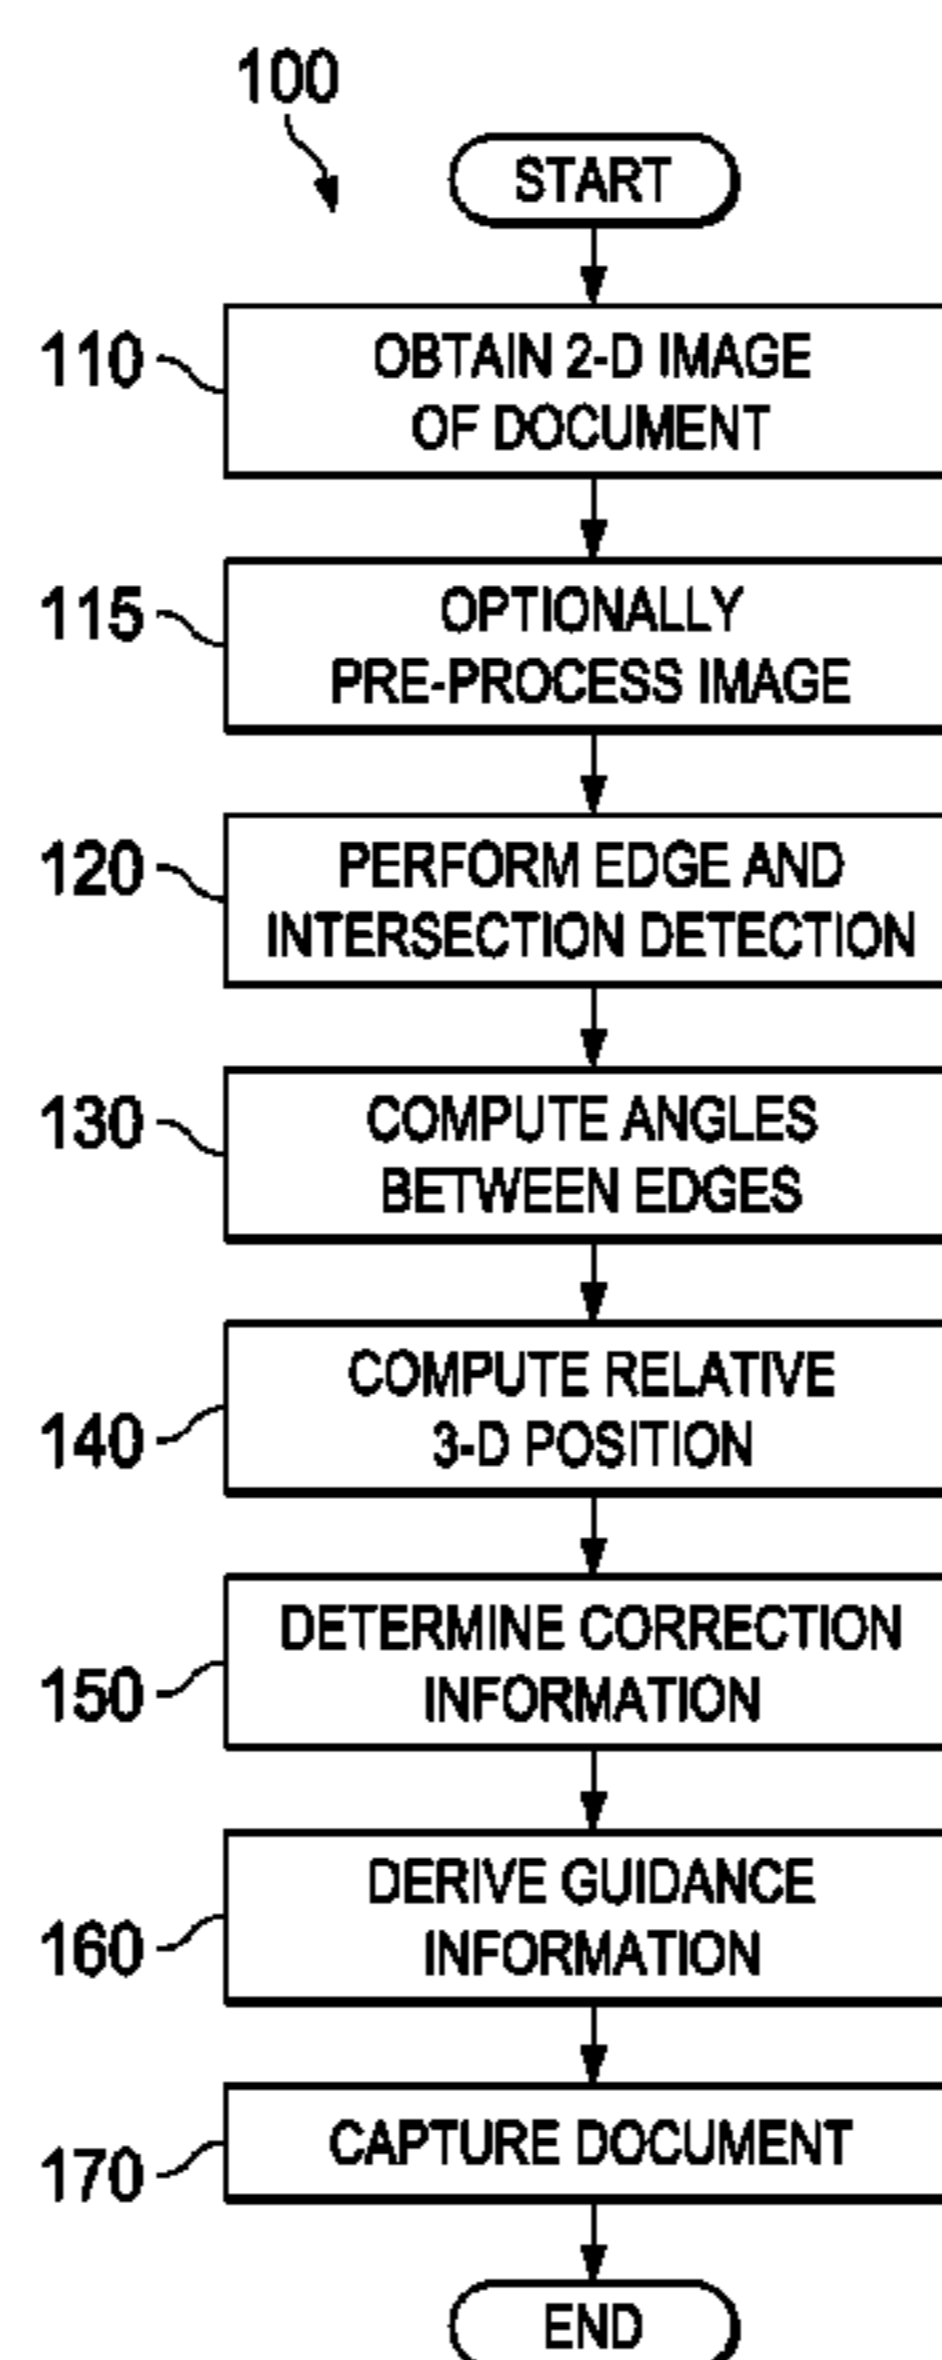 100
START
110
OBTAIN 2-D IMAGE
OF DOCUMENT
115
OPTIONALLY
PRE-PROCESS IMAGE
120
PERFORM EDGE AND
INTERSECTION DETECTION
130
COMPUTE ANGLES
BETWEEN EDGES
140
COMPUTE RELATIVE
3-D POSITION
150
DETERMINE CORRECTION
INFORMATION
160
DERIVE GUIDANCE
INFORMATION
170
CAPTURE DOCUMENT
END